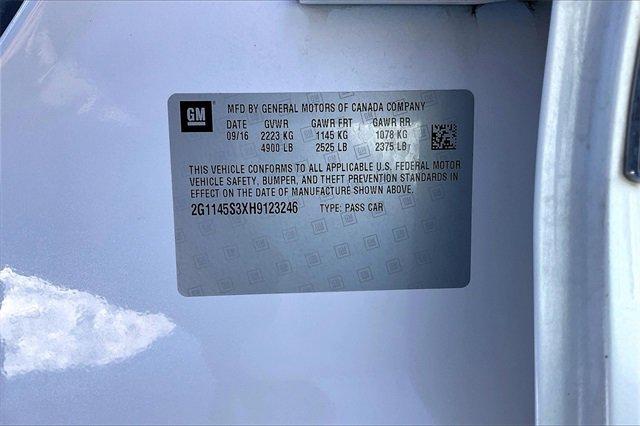 GM
MFD BY GENERAL MOTORS OF CANADA COMPANY
DATE GVWR GAWR FRT GAWR RR
09/16 2223 KG 1145 KG 1078 KG
4900 LB 2525 LB 2375 LB
THIS VEHICLE CONFORMS TO ALL APPLICABLE U.S. FEDERAL MOTOR
VEHICLE SAFETY, BUMPER, AND THEFT PREVENTION STANDARDS IN
EFFECT ON THE DATE OF MANUFACTURE SHOWN ABOVE.
2G1145S3XH9123246 TYPE: PASS CAR